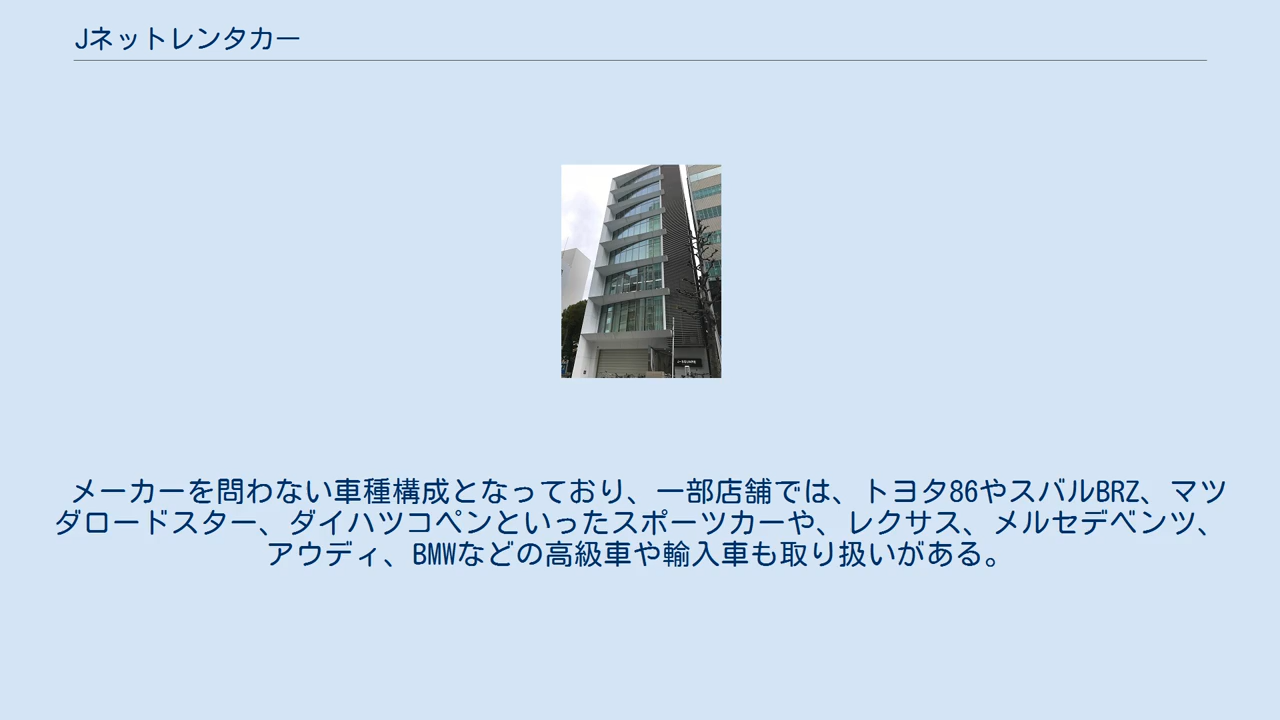 Jネットレンタカー
メーカーを問わない車種構成となっており、一部店舗では、トヨタ86やスバルBRZ、マツ
ダロードスター、ダイハツコペンといったスポーツカーや、レクサス、メルセデベンツ、
アウディ、BMWなどの高級車や輸入車も取り扱いがある。